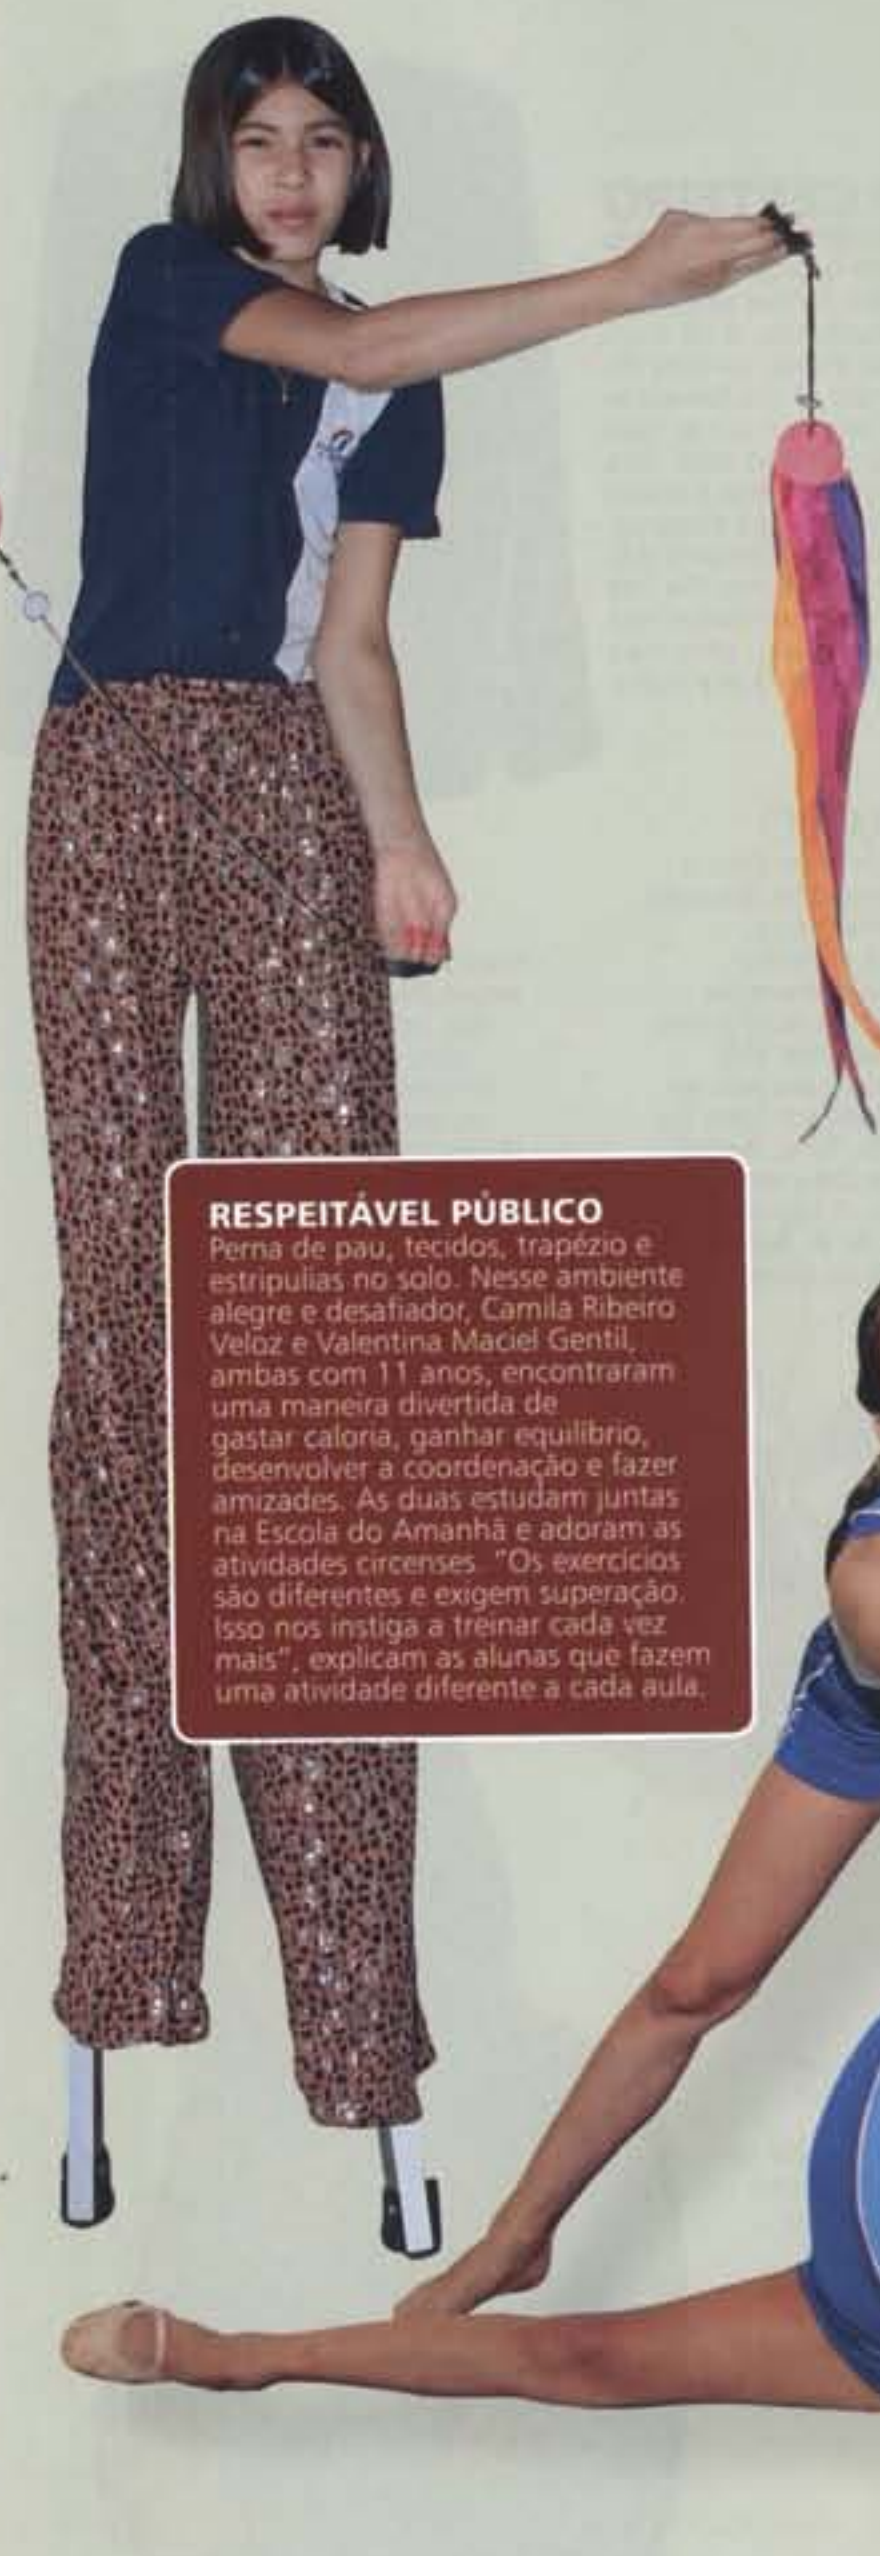 RESPEITÁVEL PÚBLICO
Perna de pau, tecidos, trapézio e
estripulias no solo. Nesse ambiente
alegre e desafiador, Camila Ribeiro
Veloz e Valentina Maciel Gentil,
ambas com 11 anos, encontraram
uma maneira divertida de
gastar caloria, ganhar equilíbrio,
desenvolver a coordenação e fazer
amizades. As duas estudam juntas
na Escola do Amanhã e adoram as
atividades circenses. "Os exercícios
são diferentes e exigem superação.
Isso nos instiga a treinar cada vez
mais", explicam as alunas que fazem
uma atividade diferente a cada aula.